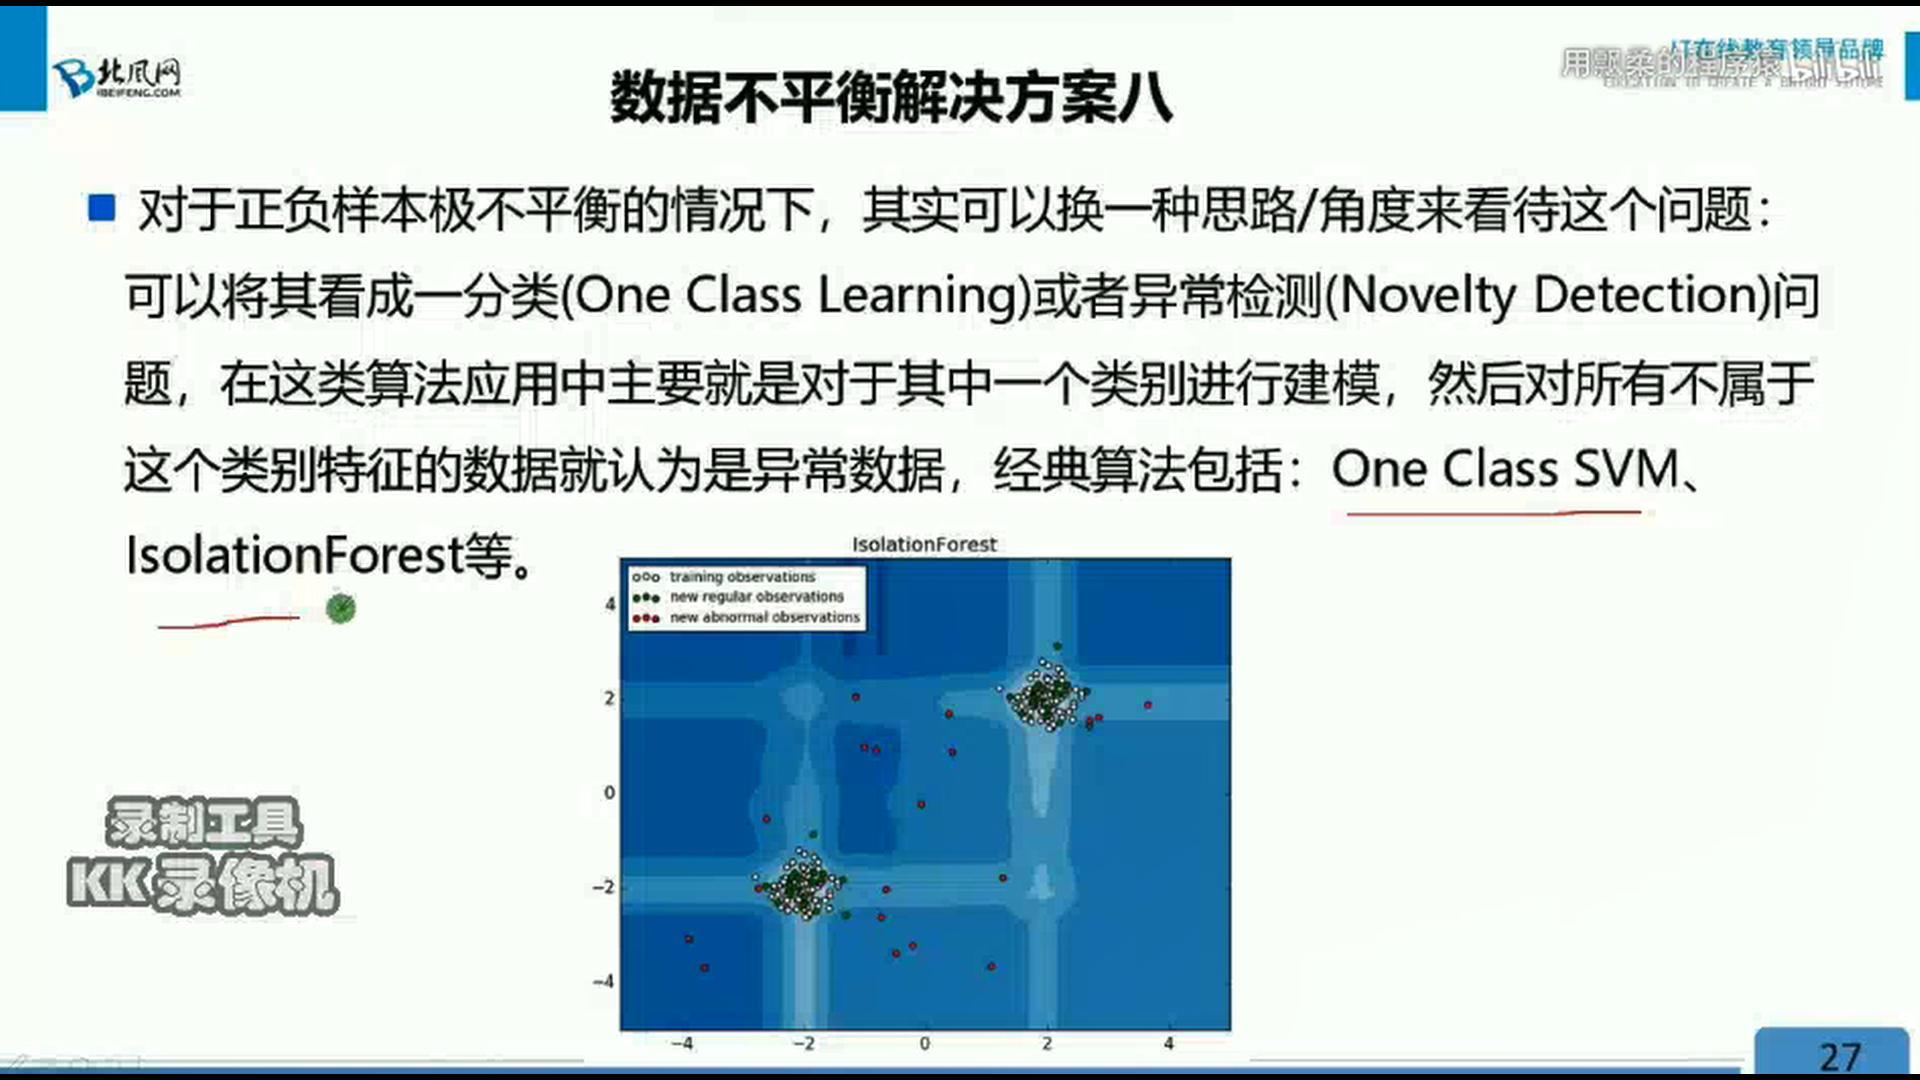 北风网
IBEIFENG.COM
IT在线教育领导品牌
用飘柔的程序猿 bilibili
数据不平衡解决方案八
对于正负样本极不平衡的情况下，其实可以换一种思路/角度来看待这个问题：
可以将其看成一分类(One Class Learning)或者异常检测(Novelty Detection)问
题，在这类算法应用中主要就是对于其中一个类别进行建模，然后对所有不属于
这个类别特征的数据就认为是异常数据，经典算法包括：One Class SVM、
IsolationForest等。
IsolationForest
training observations
new regular observations
new abnormal observations
4
2
0
−2
−4
−4 −2 0 2 4
录制工具
KK录像机
27